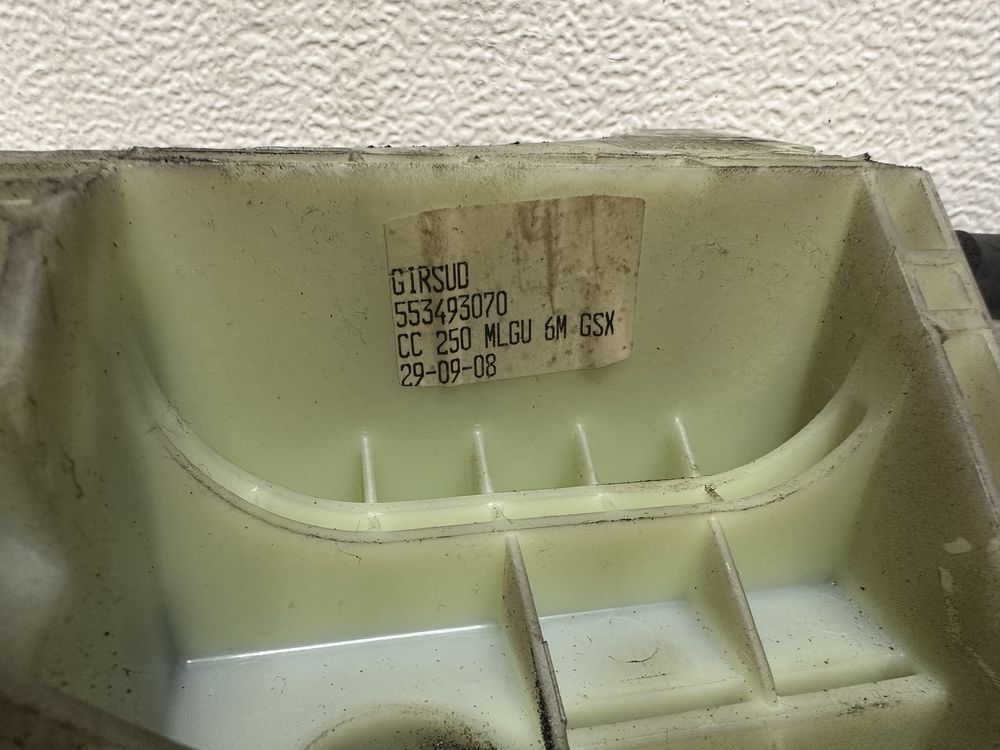 GIRSUD
553493070
CC 250 MLGU 6M GSX
29-09-08